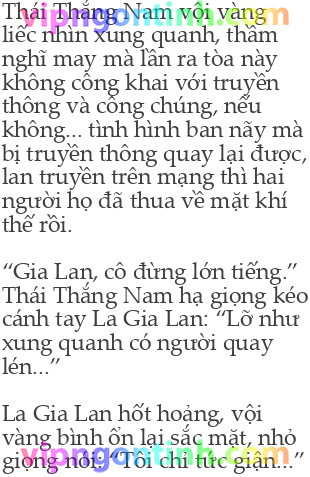 Thái Thắng Nam vội vàng
liếc nhìn xung quanh, thầm
nghĩ may mà lần ra tòa này
không công khai với truyền
thông và công chúng, nếu
không... tình hình ban nãy mà
bị truyền thông quay lại được,
lan truyền trên mạng thì hai
người họ đã thua về mặt khí
thế rồi.
“Gia Lan, cô đừng lớn tiếng.”
Thái Thắng Nam hạ giọng kéo
cánh tay La Gia Lan: “Lỡ như
xung quanh có người quay
lén...”
La Gia Lan hốt hoảng, vội
vàng bình ổn lại sắc mặt, nhỏ
giọng nói: “Tôi chỉ tức giận...”
vipngontinh.com
vipngontinh.com